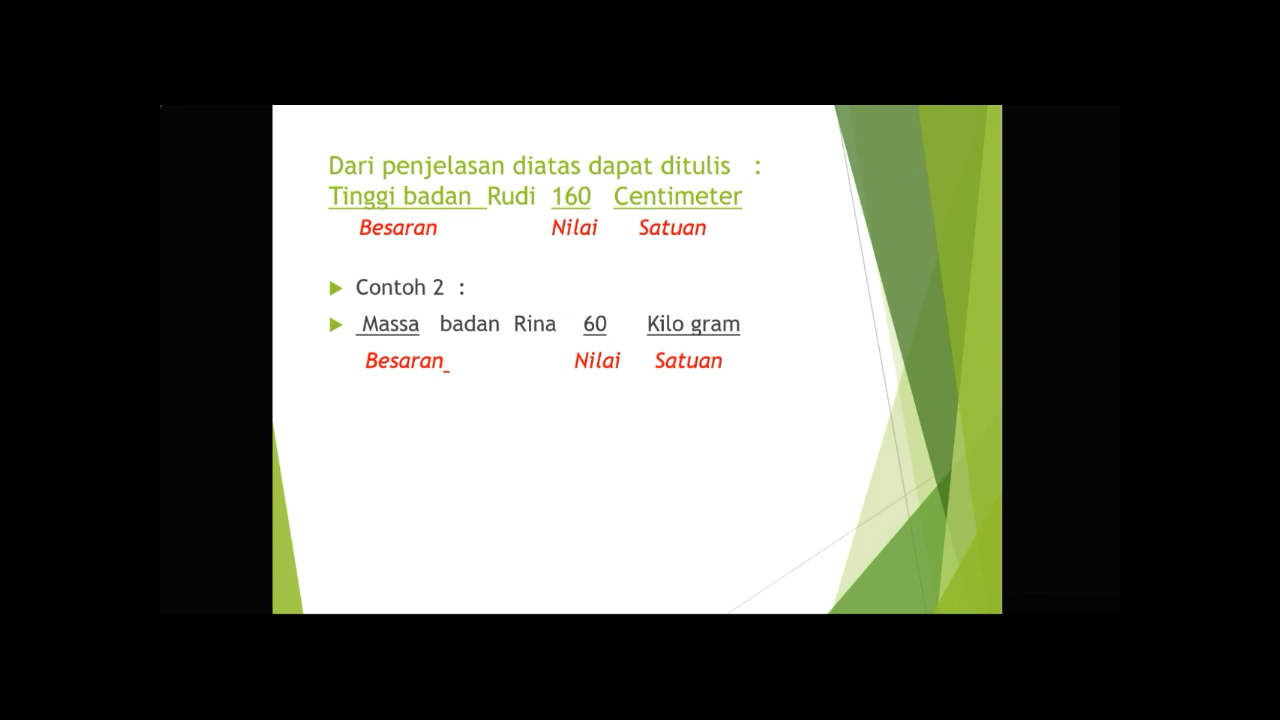 Dari penjelasan diatas dapat ditulis :
Tinggi badan Rudi 160 Centimeter
Besaran Nilai Satuan
Contoh 2 :
Massa badan Rina 60 Kilo gram
Besaran Nilai Satuan